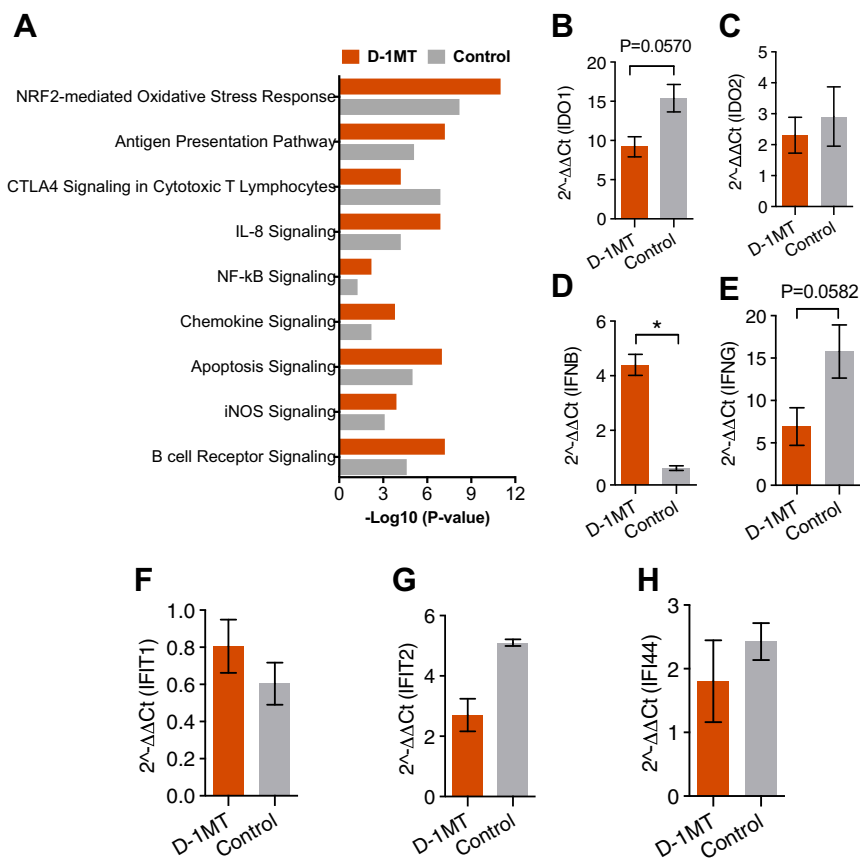 A
D-1MT Control
NRF2-mediated Oxidative Stress Response
Antigen Presentation Pathway
CTLA4 Signaling in Cytotoxic T Lymphocytes
IL-8 Signaling
NF-kB Signaling
Chemokine Signaling
Apoptosis Signaling
iNOS Signaling
B cell Receptor Signaling
0 3 6 9 12
-Log10 (P-value)
B
P=0.0570
20
15
10
5
0
2^-ΔΔCt (IDO1)
D-1MT Control
C
5
4
3
2
1
0
2^-ΔΔCt (IDO2)
D-1MT Control
D
*
6
4
2
0
2^-ΔΔCt (IFNB)
D-1MT Control
E
P=0.0582
20
15
10
5
0
2^-ΔΔCt (IFNG)
D-1MT Control
F
1.0
0.8
0.6
0.4
0.2
0.0
2^-ΔΔCt (IFIT1)
D-1MT Control
G
6
4
2
0
2^-ΔΔCt (IFIT2)
D-1MT Control
H
3
2
1
0
2^-ΔΔCt (IFI44)
D-1MT Control